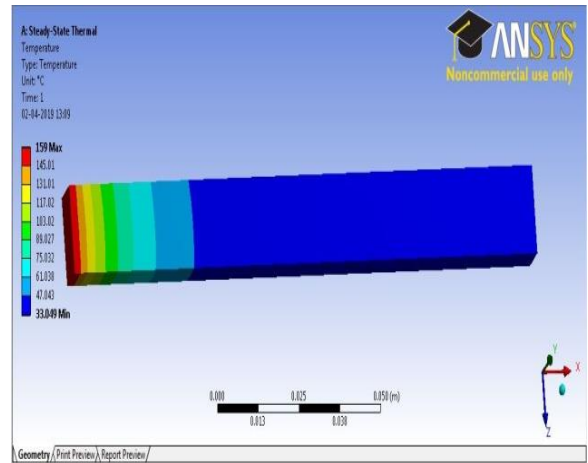 A: Steady-State Thermal
Temperature
Type: Temperature
Unit: °C
Time: 1
02-04-2019 13:09
ANSYS
Noncommercial use only
159 Max
145.01
131.01
117.02
103.02
89.027
75.032
61.038
47.043
33.049 Min
0.000
0.025
0.050 (m)
0.013
0.038
Y
X
Z
Geometry / Print Preview \ Report Preview /